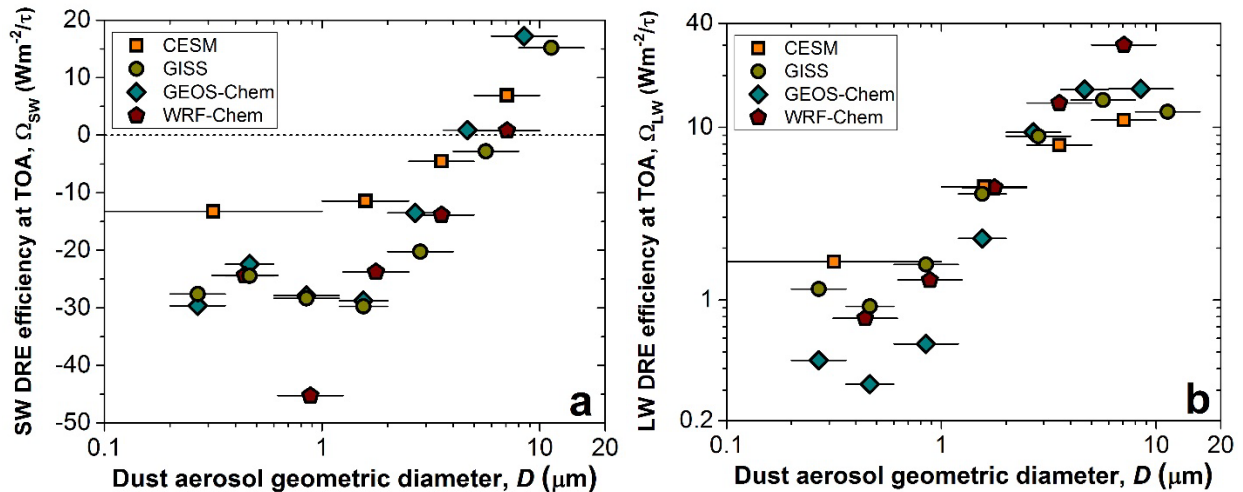 SW DRE efficiency at TOA, Ω_SW (Wm⁻²/τ)
20
10
0
-10
-20
-30
-40
-50
CESM
GISS
GEOS-Chem
WRF-Chem
a
0.1
1
10
20
Dust aerosol geometric diameter, D (μm)
LW DRE efficiency at TOA, Ω_LW (Wm⁻²/τ)
40
10
1
0.2
CESM
GISS
GEOS-Chem
WRF-Chem
b
0.1
1
10
20
Dust aerosol geometric diameter, D (μm)